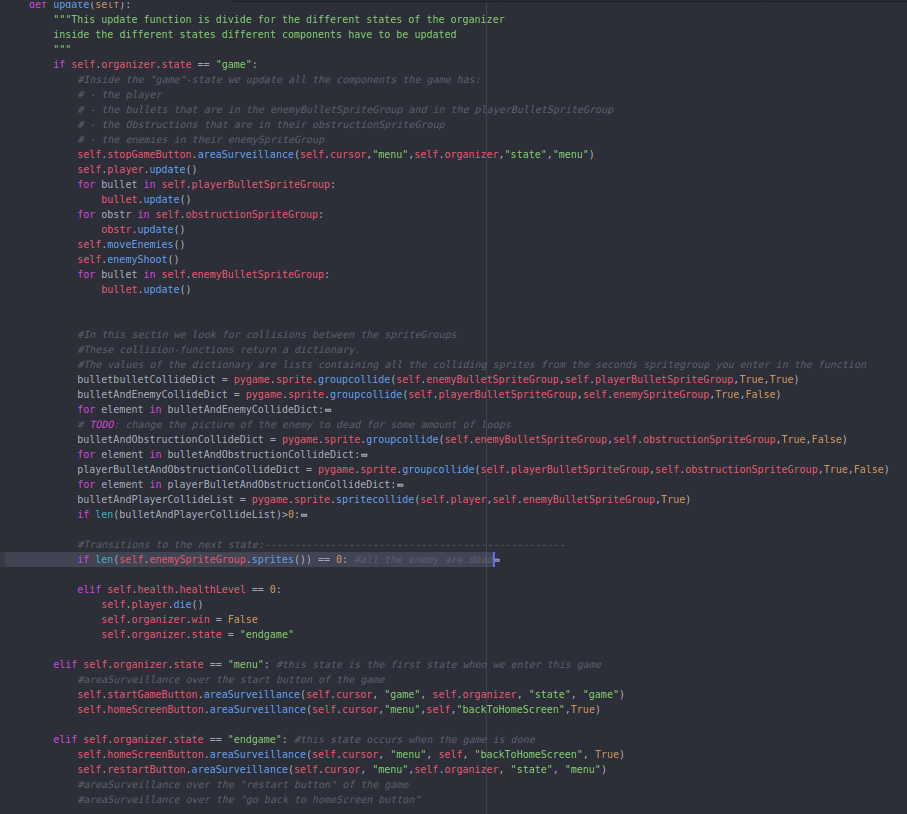 def update(self):
"""This update function is divide for the different states of the organizer
inside the different states different components have to be updated
"""
if self.organizer.state == "game":
#Inside the "game"-state we update all the components the game has:
# - the player
# - the bullets that are in the enemyBulletSpriteGroup and in the playerBulletSpriteGroup
# - the Obstructions that are in their obstructionSpriteGroup
# - the enemies in their enemySpriteGroup
self.stopGameButton.areaSurveillance(self.cursor,"menu",self.organizer,"state","menu")
self.player.update()
for bullet in self.playerBulletSpriteGroup:
bullet.update()
for obstr in self.obstructionSpriteGroup:
obstr.update()
self.moveEnemies()
self.enemyShoot()
for bullet in self.enemyBulletSpriteGroup:
bullet.update()
#In this sectin we look for collisions between the spriteGroups
#These collision-functions return a dictionary.
#The values of the dictionary are lists containing all the colliding sprites from the seconds spritegroup you enter in the function
bulletbulletCollideDict = pygame.sprite.groupcollide(self.enemyBulletSpriteGroup,self.playerBulletSpriteGroup,True,True)
bulletAndEnemyCollideDict = pygame.sprite.groupcollide(self.playerBulletSpriteGroup,self.enemySpriteGroup,True,False)
for element in bulletAndEnemyCollideDict:
# TODO: change the picture of the enemy to dead for some amount of loops
bulletAndObstructionCollideDict = pygame.sprite.groupcollide(self.enemyBulletSpriteGroup,self.obstructionSpriteGroup,True,False)
for element in bulletAndObstructionCollideDict:
playerBulletAndObstructionCollideDict = pygame.sprite.groupcollide(self.playerBulletSpriteGroup,self.obstructionSpriteGroup,True,False)
for element in playerBulletAndObstructionCollideDict:
bulletAndPlayerCollideList = pygame.sprite.spritecollide(self.player,self.enemyBulletSpriteGroup,True)
if len(bulletAndPlayerCollideList)>0:
#Transitions to the next state:--------------------------------------------------
if len(self.enemySpriteGroup.sprites()) == 0: #all the enemy are dead
elif self.health.healthLevel == 0:
self.player.die()
self.organizer.win = False
self.organizer.state = "endgame"
elif self.organizer.state == "menu": #this state is the first state when we enter this game
#areaSurveillance over the start button of the game
self.startGameButton.areaSurveillance(self.cursor, "game", self.organizer, "state", "game")
self.homeScreenButton.areaSurveillance(self.cursor,"menu",self,"backToHomeScreen",True)
elif self.organizer.state == "endgame": #this state occurs when the game is done
self.homeScreenButton.areaSurveillance(self.cursor, "menu", self, "backToHomeScreen", True)
self.restartButton.areaSurveillance(self.cursor, "menu",self.organizer, "state", "menu")
#areaSurveillance over the "restart button" of the game
#areaSurveillance over the "go back to homeScreen button"